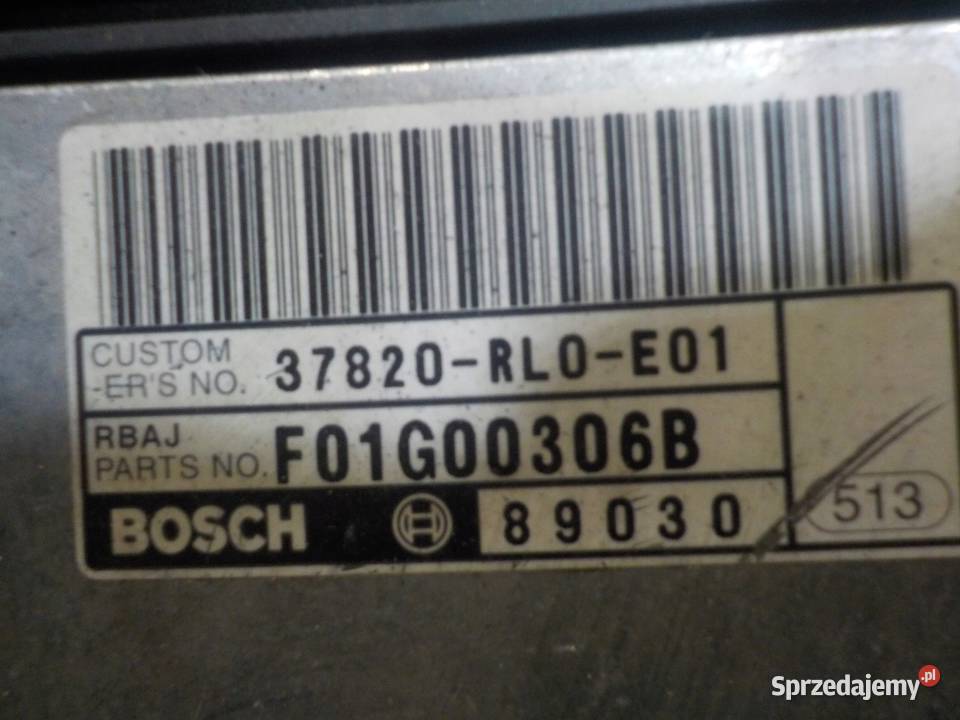 CUSTOM
-ER'S NO. 37820-RL0-E01
RBAJ
PARTS NO. F01G00306B
BOSCH 89030
513
Sprzedajemy.pl